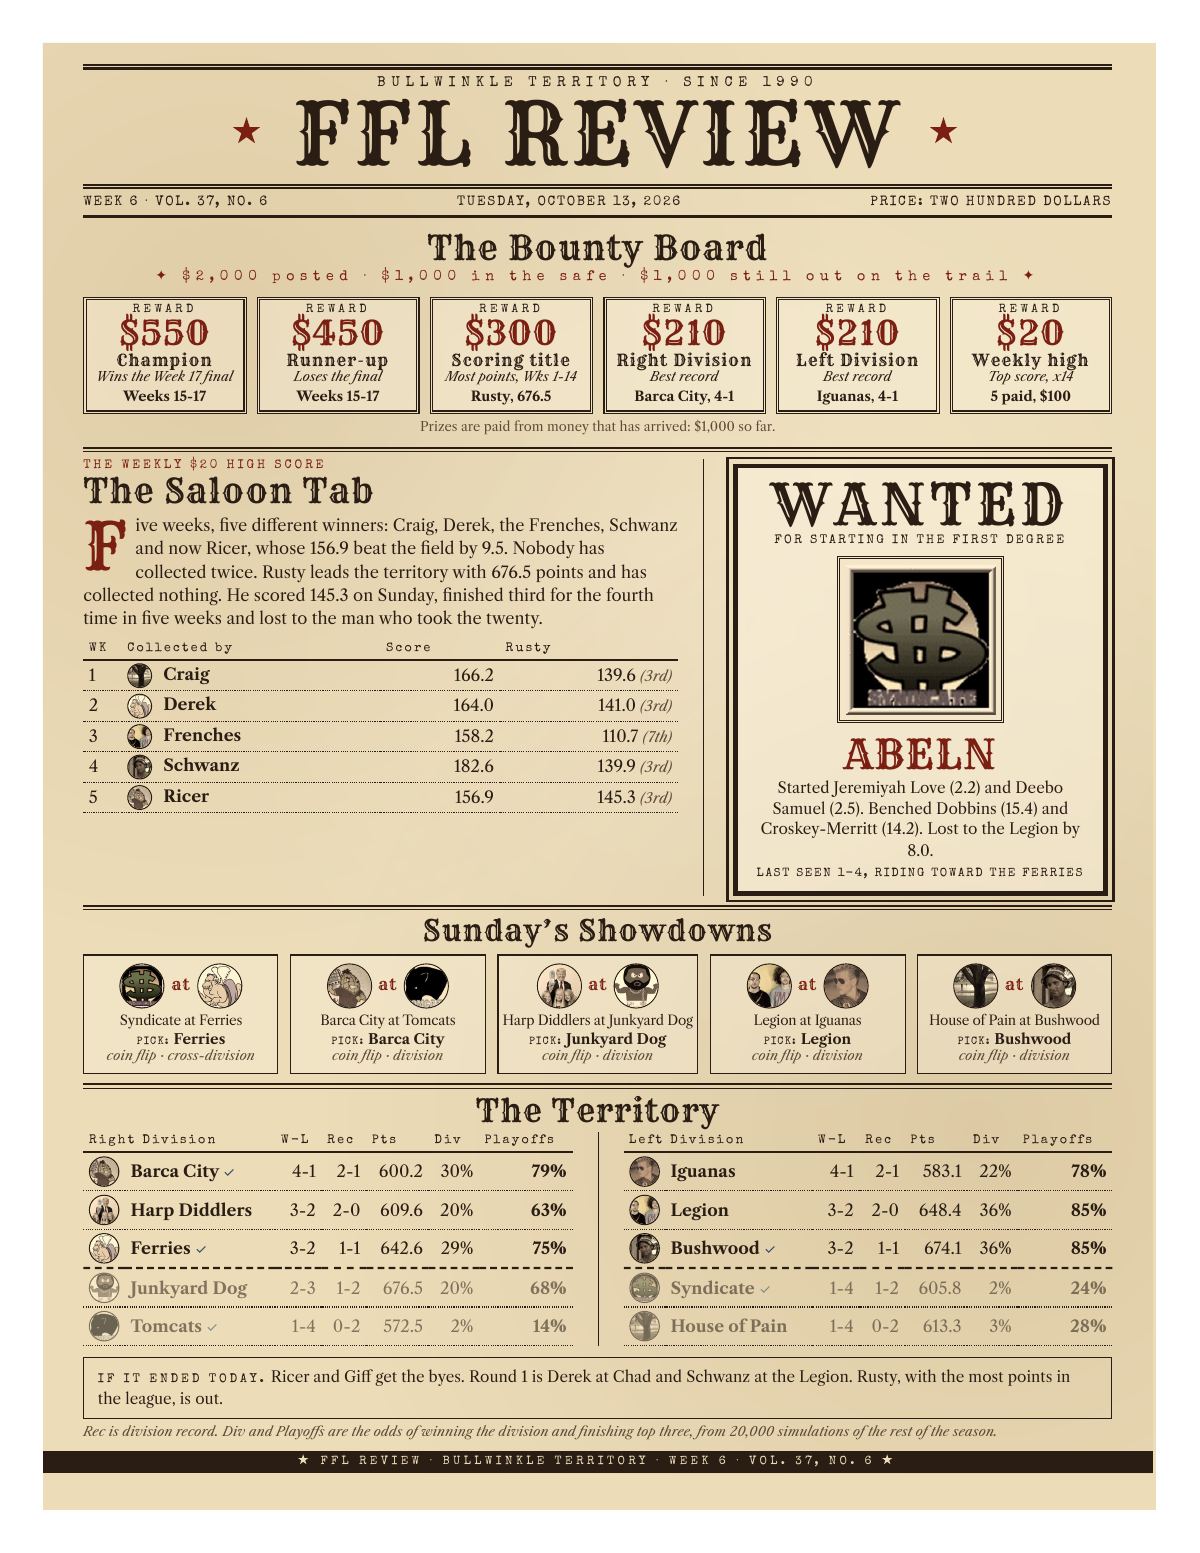 BULLWINKLE TERRITORY · SINCE 1990
★ FFL REVIEW ★
WEEK 6 · VOL. 37, NO. 6 TUESDAY, OCTOBER 13, 2026 PRICE: TWO HUNDRED DOLLARS
The Bounty Board
✦ $2,000 posted · $1,000 in the safe · $1,000 still out on the trail ✦
REWARD
$550
Champion
Wins the Week 17 final
Weeks 15-17
REWARD
$450
Runner-up
Loses the final
Weeks 15-17
REWARD
$300
Scoring title
Most points, Wks 1-14
Rusty, 676.5
REWARD
$210
Right Division
Best record
Barca City, 4-1
REWARD
$210
Left Division
Best record
Iguanas, 4-1
REWARD
$20
Weekly high
Top score, x14
5 paid, $100
Prizes are paid from money that has arrived: $1,000 so far.
THE WEEKLY $20 HIGH SCORE
The Saloon Tab
Five weeks, five different winners: Craig, Derek, the Frenches, Schwanz
and now Ricer, whose 156.9 beat the field by 9.5. Nobody has
collected twice. Rusty leads the territory with 676.5 points and has
collected nothing. He scored 145.3 on Sunday, finished third for the fourth
time in five weeks and lost to the man who took the twenty.
WK Collected by Score Rusty
1 Craig 166.2 139.6 (3rd)
2 Derek 164.0 141.0 (3rd)
3 Frenches 158.2 110.7 (7th)
4 Schwanz 182.6 139.9 (3rd)
5 Ricer 156.9 145.3 (3rd)
WANTED
FOR STARTING IN THE FIRST DEGREE
SYNDICATE
ABELN
Started Jeremiyah Love (2.2) and Deebo
Samuel (2.5). Benched Dobbins (15.4) and
Croskey-Merritt (14.2). Lost to the Legion by
8.0.
LAST SEEN 1-4, RIDING TOWARD THE FERRIES
Sunday's Showdowns
at
Syndicate at Ferries
PICK: Ferries
coin flip · cross-division
at
Barca City at Tomcats
PICK: Barca City
coin flip · division
at
Harp Diddlers at Junkyard Dog
PICK: Junkyard Dog
coin flip · division
at
Legion at Iguanas
PICK: Legion
coin flip · division
at
House of Pain at Bushwood
PICK: Bushwood
coin flip · division
The Territory
Right Division W-L Rec Pts Div Playoffs
Barca City ✓ 4-1 2-1 600.2 30% 79%
Harp Diddlers 3-2 2-0 609.6 20% 63%
Ferries ✓ 3-2 1-1 642.6 29% 75%
Junkyard Dog 2-3 1-2 676.5 20% 68%
Tomcats ✓ 1-4 0-2 572.5 2% 14%
Left Division W-L Rec Pts Div Playoffs
Iguanas 4-1 2-1 583.1 22% 78%
Legion 3-2 2-0 648.4 36% 85%
Bushwood ✓ 3-2 1-1 674.1 36% 85%
Syndicate ✓ 1-4 1-2 605.8 2% 24%
House of Pain 1-4 0-2 613.3 3% 28%
IF IT ENDED TODAY. Ricer and Giff get the byes. Round 1 is Derek at Chad and Schwanz at the Legion. Rusty, with the most points in
the league, is out.
Rec is division record. Div and Playoffs are the odds of winning the division and finishing top three, from 20,000 simulations of the rest of the season.
★ FFL REVIEW · BULLWINKLE TERRITORY · WEEK 6 · VOL. 37, NO. 6 ★